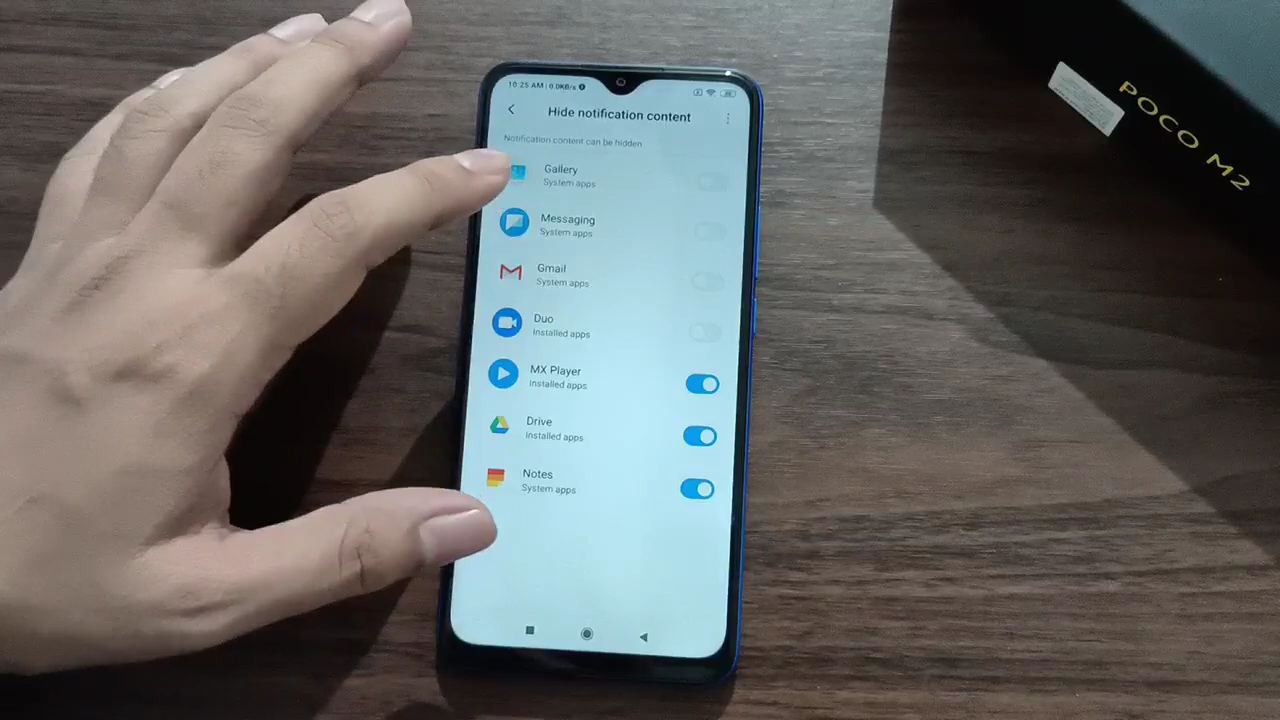 10:25 AM | 0.0KB/s
Hide notification content
Notification content can be hidden
Gallery
System apps
Messaging
System apps
Gmail
System apps
Duo
Installed apps
MX Player
Installed apps
Drive
Installed apps
Notes
System apps
POCO M2